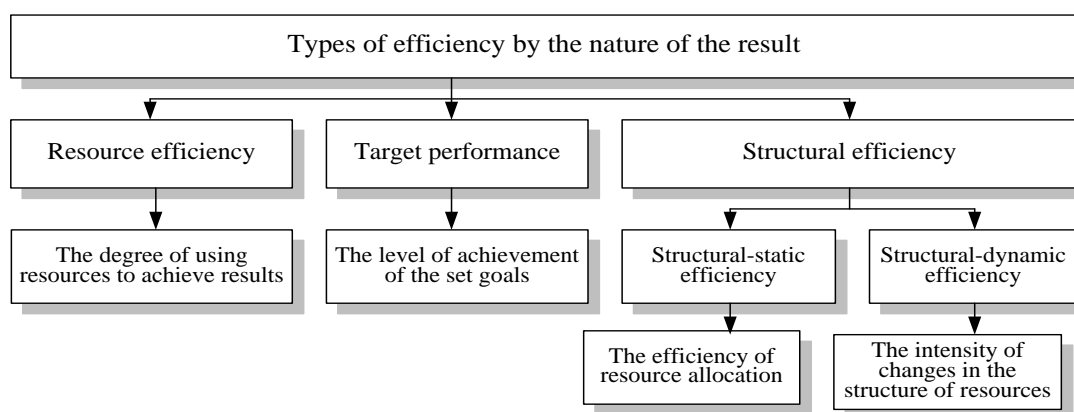 Types of efficiency by the nature of the result
Resource efficiency
Target performance
Structural efficiency
The degree of using
resources to achieve results
The level of achievement
of the set goals
Structural-static
efficiency
Structural-dynamic
efficiency
The efficiency of
resource allocation
The intensity of
changes in the
structure of resources